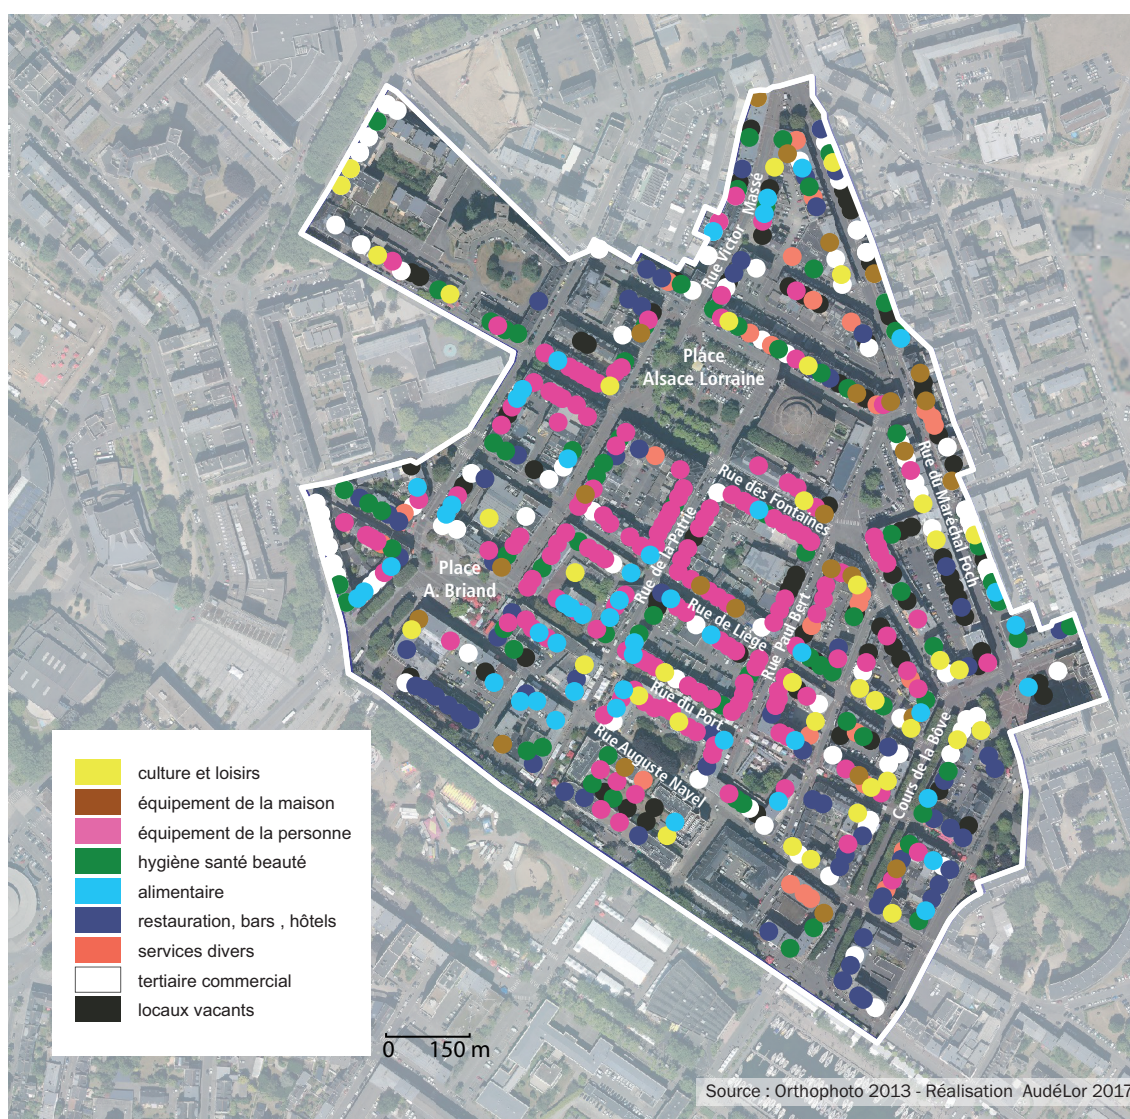 Rue Victor Massé
Place
Alsace Lorraine
Rue des Fontaines
Rue du Maréchal Foch
Rue de la Patrie
Place
A. Briand
Rue de Liège
Rue Paul Bert
Rue du Port
Rue Auguste Nayel
Cours de la Bôve
culture et loisirs
équipement de la maison
équipement de la personne
hygiène santé beauté
alimentaire
restauration, bars , hôtels
services divers
tertiaire commercial
locaux vacants
0 150 m
Source : Orthophoto 2013 - Réalisation AudéLor 2017